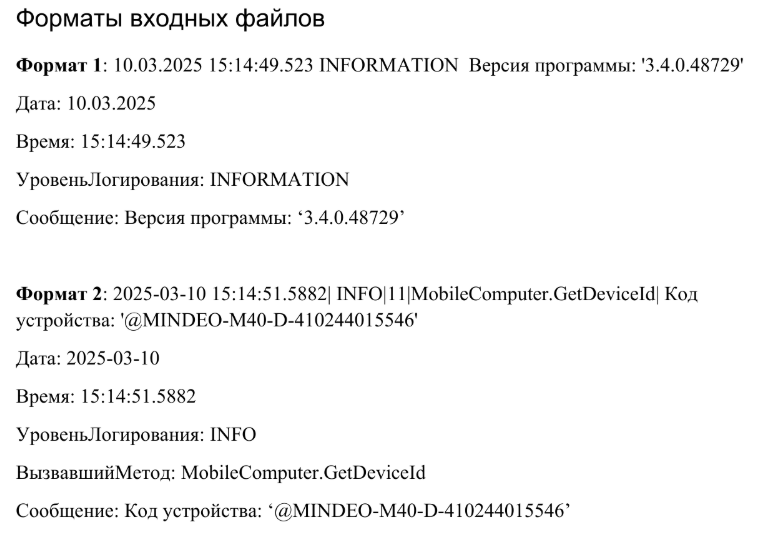 Форматы входных файлов
Формат 1: 10.03.2025 15:14:49.523 INFORMATION  Версия программы: '3.4.0.48729'
Дата: 10.03.2025
Время: 15:14:49.523
УровеньЛогирования: INFORMATION
Сообщение: Версия программы: ‘3.4.0.48729’
Формат 2: 2025-03-10 15:14:51.5882| INFO|11|MobileComputer.GetDeviceId| Код
устройства: '@MINDEO-M40-D-410244015546'
Дата: 2025-03-10
Время: 15:14:51.5882
УровеньЛогирования: INFO
ВызвавшийМетод: MobileComputer.GetDeviceId
Сообщение: Код устройства: ‘@MINDEO-M40-D-410244015546’